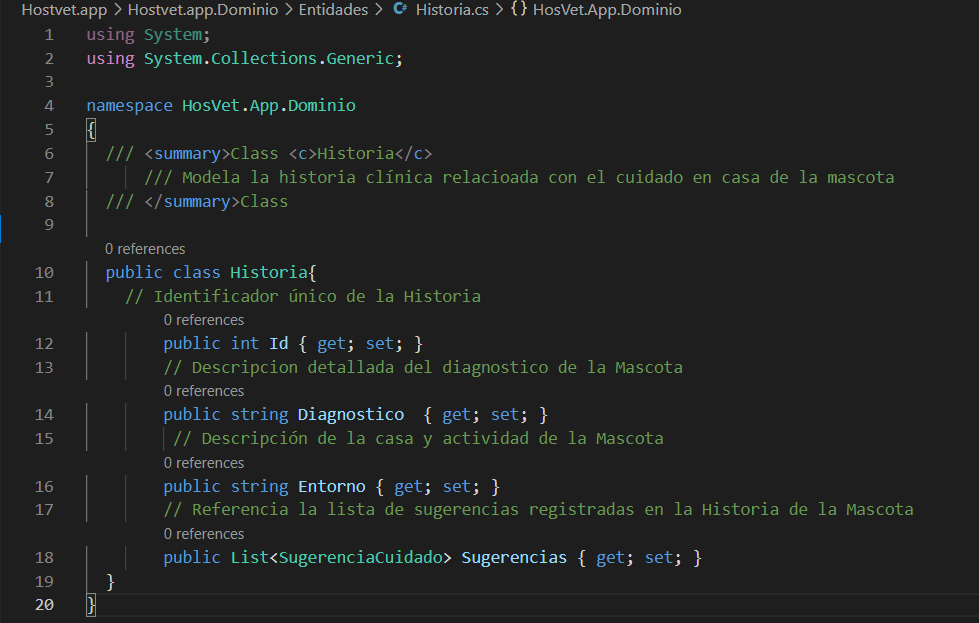 Hostvet.app > Hostvet.app.Dominio > Entidades > C# Historia.cs > {} HosVet.App.Dominio
1 using System;
2 using System.Collections.Generic;
3
4 namespace HosVet.App.Dominio
5 {
6 /// <summary>Class <c>Historia</c>
7 /// Modela la historia clínica relacioada con el cuidado en casa de la mascota
8 /// </summary>Class
9
0 references
10 public class Historia{
11 // Identificador único de la Historia
0 references
12 public int Id { get; set; }
13 // Descripcion detallada del diagnostico de la Mascota
0 references
14 public string Diagnostico  { get; set; }
15 // Descripción de la casa y actividad de la Mascota
0 references
16 public string Entorno { get; set; }
17 // Referencia la lista de sugerencias registradas en la Historia de la Mascota
0 references
18 public List<SugerenciaCuidado> Sugerencias { get; set; }
19 }
20 }